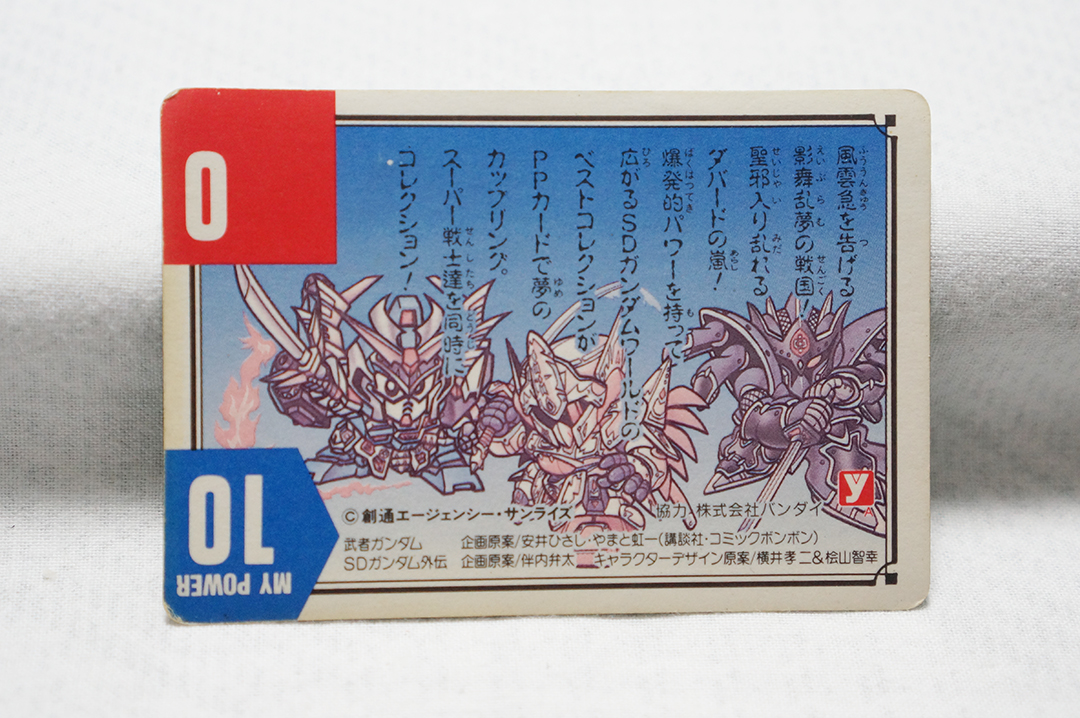 0
風雲急を告げる
影舞乱夢の戦国!
聖邪入り乱れる
ダバードの嵐!
爆発的パワーを持って
広がるSDガンダムワールドの
ベストコレクションが
PPカードで夢の
カップリング。
スーパー戦士達を同時に
コレクション!
10
MY POWER
y
©創通エージェンシー・サンライズ 協力・株式会社バンダイ
武者ガンダム 企画原案/安井ひさし・やまと虹一(講談社・コミックボンボン)
SDガンダム外伝 企画原案/伴内弁太 キャラクターデザイン原案/横井孝二&桧山智幸